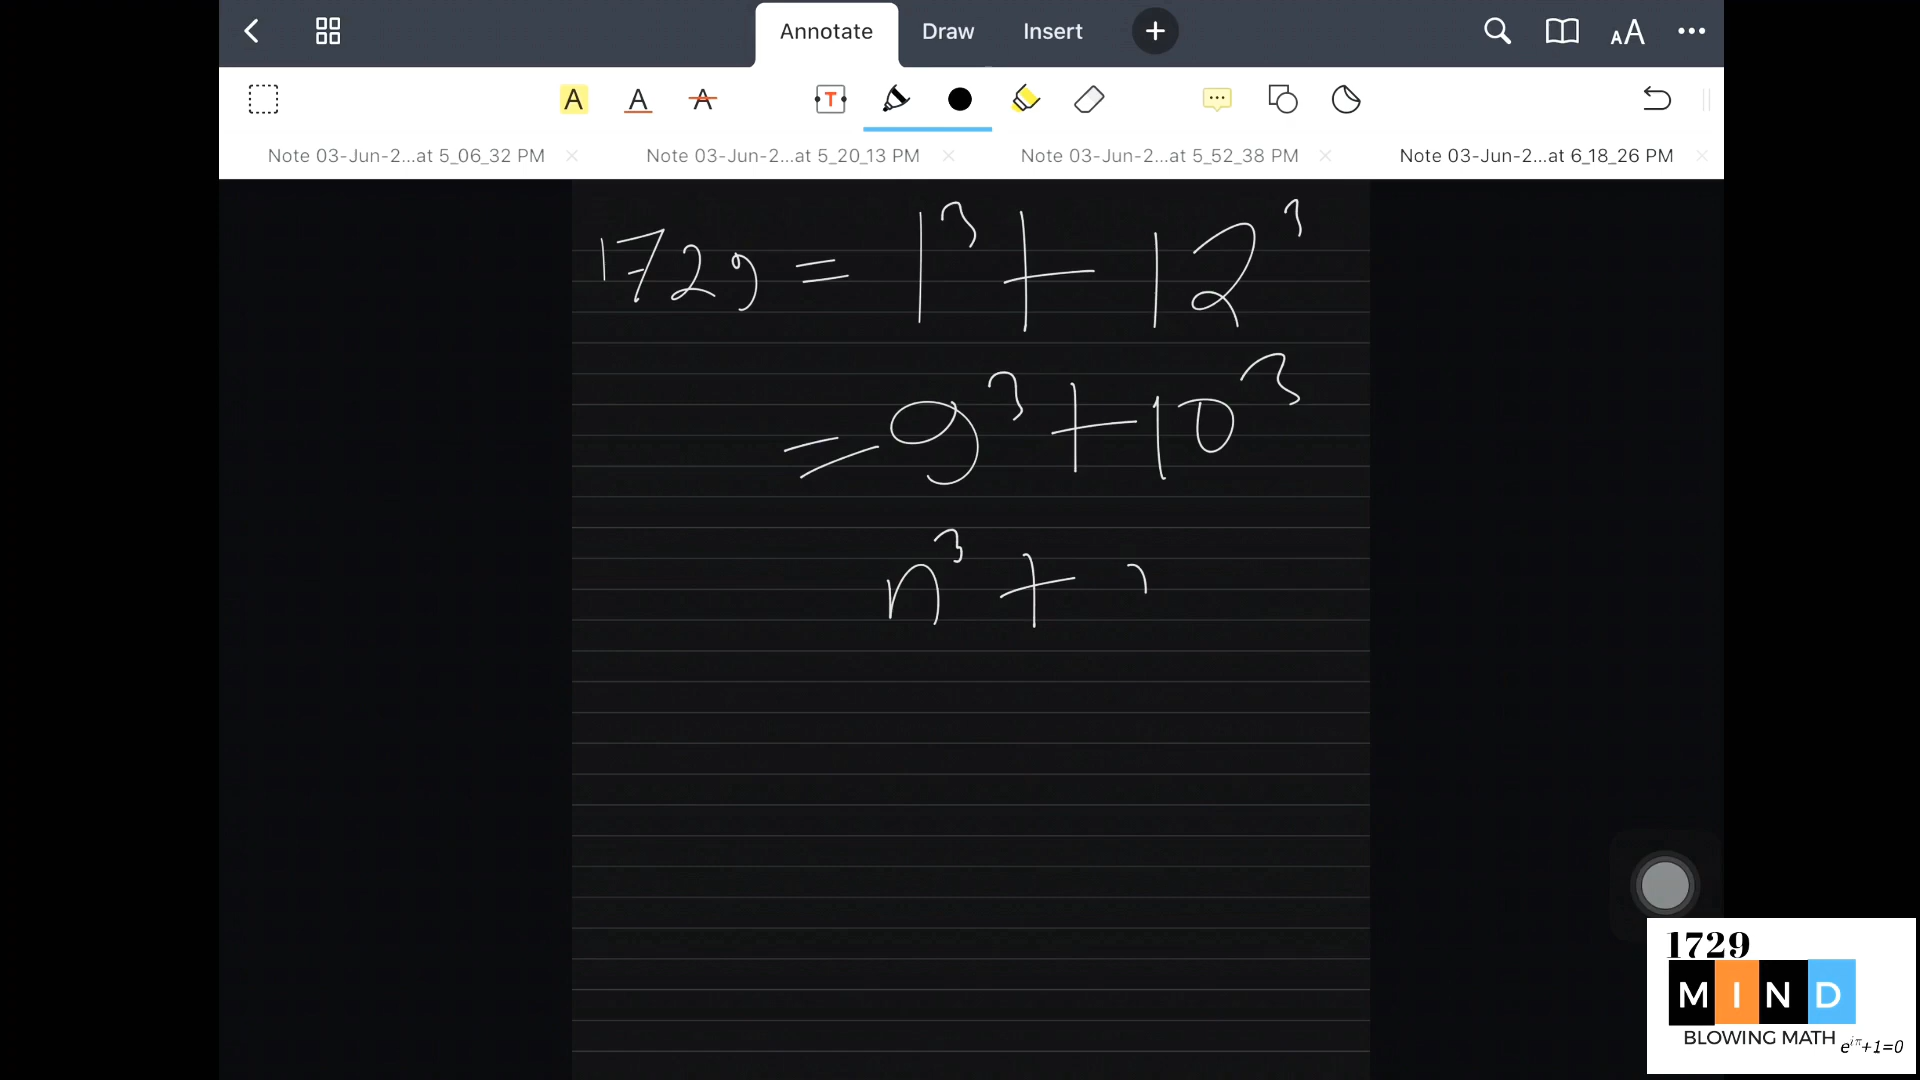 Annotate Draw Insert
Note 03-Jun-2...at 5_06_32 PM Note 03-Jun-2...at 5_20_13 PM Note 03-Jun-2...at 5_52_38 PM Note 03-Jun-2...at 6_18_26 PM
1729 = 1³ + 12³
= 9³ + 10³
n³ +
1729
MIND
BLOWING MATH
e^{iπ}+1=0